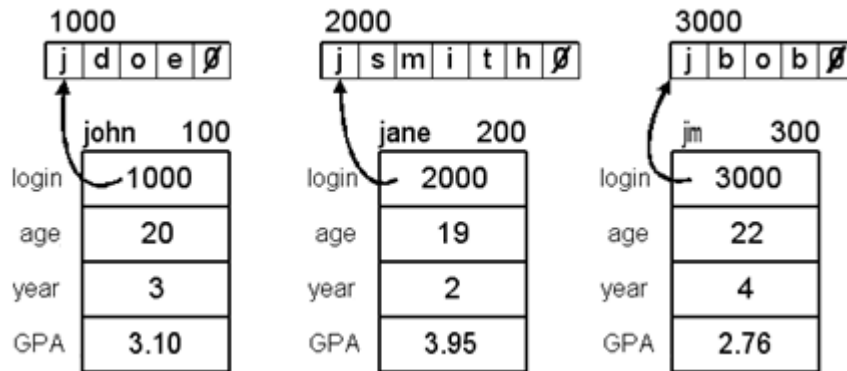 1000 2000 3000
j d o e Ø j s m i t h Ø j b o b Ø
john 100 jane 200 jm 300
login 1000 login 2000 login 3000
age 20 age 19 age 22
year 3 year 2 year 4
GPA 3.10 GPA 3.95 GPA 2.76